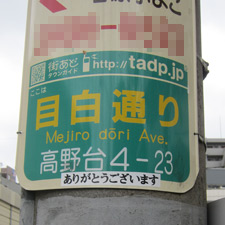 街あど
タウンガイド
http://tadp.jp
ここは
目白通り
Mejiro dōri Ave.
高野台4-23
ありがとうございます